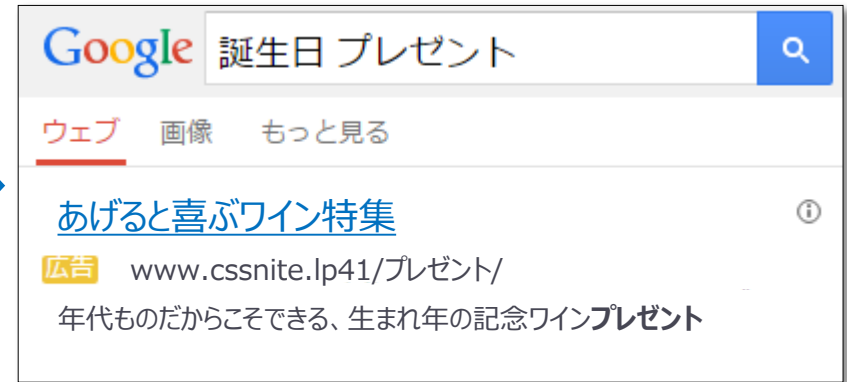 Google 誕生日 プレゼント
ウェブ 画像 もっと見る
あげると喜ぶワイン特集
広告 www.cssnite.lp41/プレゼント/
年代ものだからこそできる、生まれ年の記念ワインプレゼント